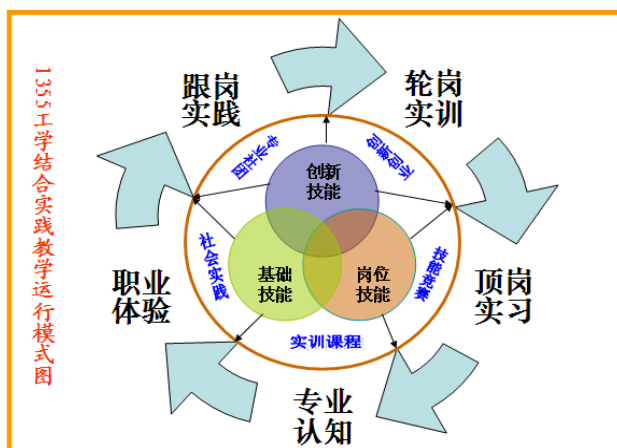 1355工学结合实践教学运行模式图
跟岗
实践
轮岗
实训
专业社团
创新
技能
社会实践
基础
技能
岗位
技能
技能竞赛
职业
体验
顶岗
实习
实训课程
专业
认知